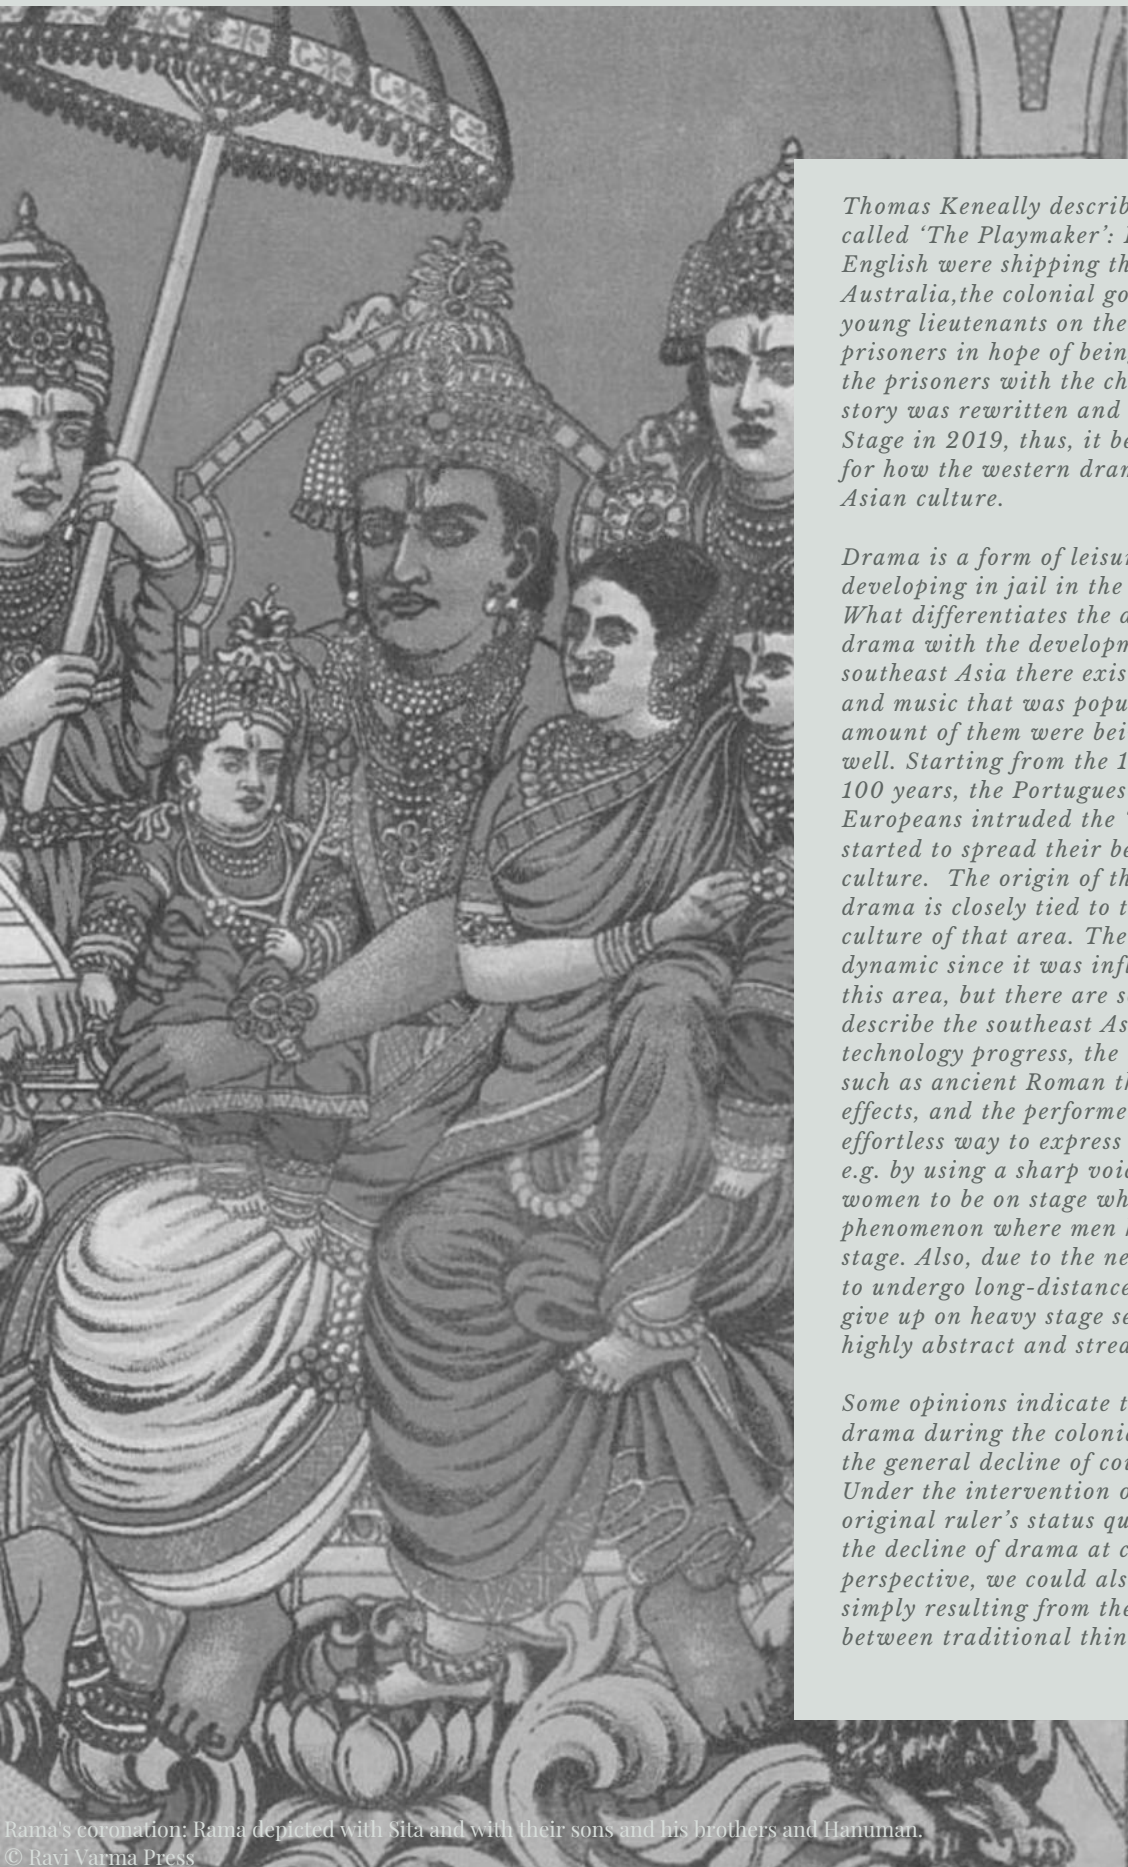 Thomas Keneally describ
called ‘The Playmaker’:
English were shipping th
Australia,the colonial go
young lieutenants on the
prisoners in hope of being
the prisoners with the ch
story was rewritten and
Stage in 2019, thus, it be
for how the western dram
Asian culture.
Drama is a form of leisur
developing in jail in the
What differentiates the d
drama with the developm
southeast Asia there exis
and music that was popu
amount of them were bei
well. Starting from the 1
100 years, the Portugues
Europeans intruded the
started to spread their be
culture. The origin of th
drama is closely tied to t
culture of that area. The
dynamic since it was infl
this area, but there are s
describe the southeast As
technology progress, the
such as ancient Roman th
effects, and the performe
effortless way to express
e.g. by using a sharp voic
women to be on stage wh
phenomenon where men
stage. Also, due to the ne
to undergo long-distance
give up on heavy stage se
highly abstract and strea
Some opinions indicate t
drama during the colonia
the general decline of cou
Under the intervention o
original ruler’s status qu
the decline of drama at c
perspective, we could als
simply resulting from the
between traditional thin
Rama's coronation: Rama depicted with Sita and with their sons and his brothers and Hanuman.
© Ravi Varma Press